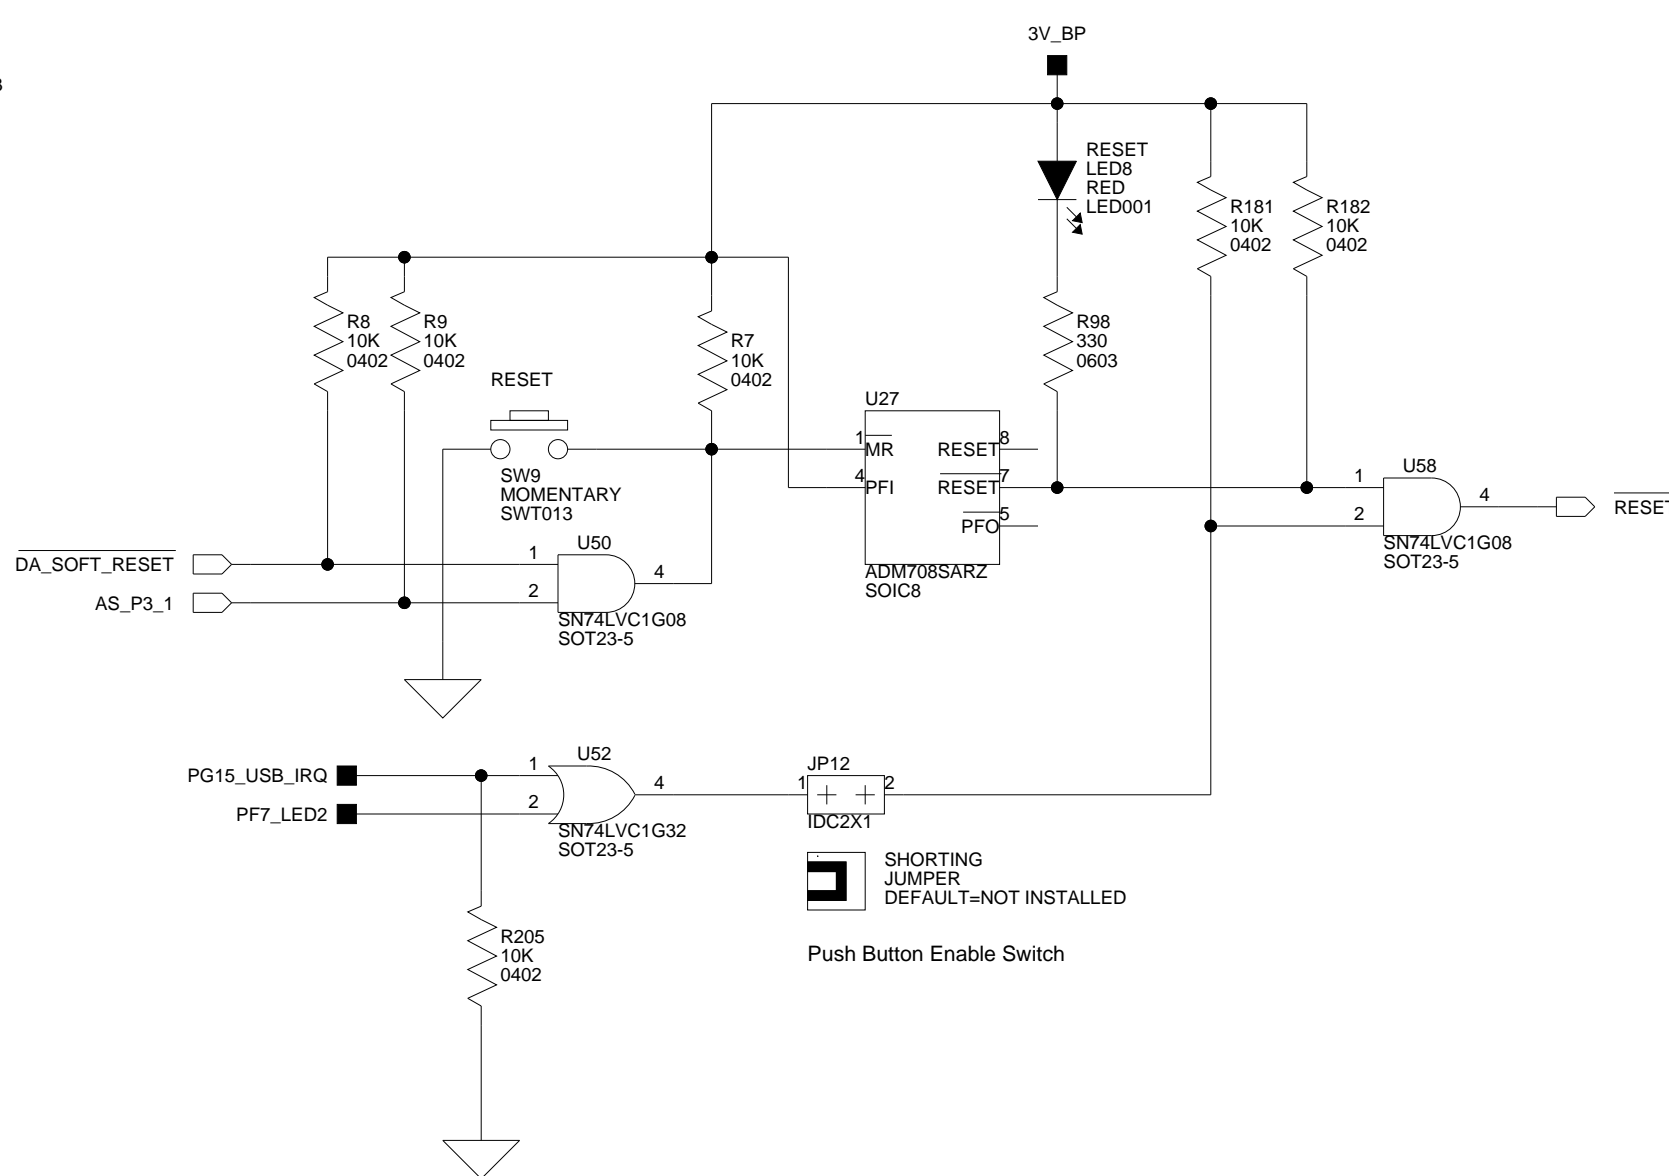 3V_BP
RESET
LED8
RED
LED001
R181
10K
0402
R182
10K
0402
R8
10K
0402
R9
10K
0402
R7
10K
0402
R98
330
0603
RESET
SW9
MOMENTARY
SWT013
U27
1
MR
4
PFI
RESET
8
RESET
7
PFO
5
ADM708SARZ
SOIC8
U58
1
2
4
SN74LVC1G08
SOT23-5
RESET
DA_SOFT_RESET
AS_P3_1
U50
1
2
4
SN74LVC1G08
SOT23-5
PG15_USB_IRQ
PF7_LED2
U52
1
2
4
SN74LVC1G32
SOT23-5
JP12
1
2
IDC2X1
SHORTING
JUMPER
DEFAULT=NOT INSTALLED
Push Button Enable Switch
R205
10K
0402